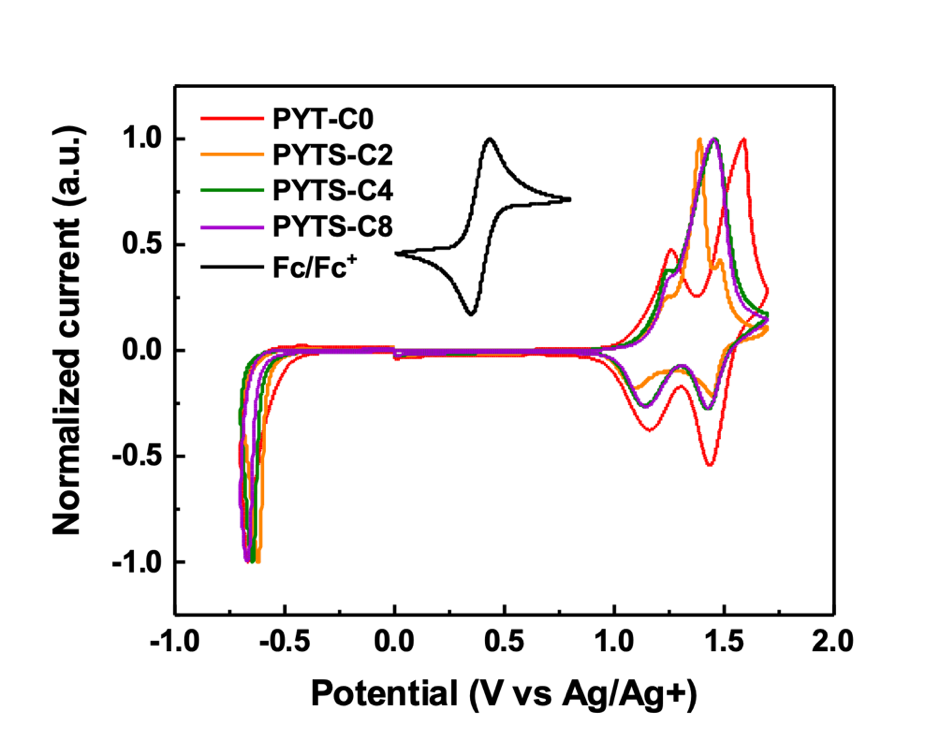 PYT-C0
PYTS-C2
PYTS-C4
PYTS-C8
Fc/Fc+
Normalized current (a.u.)
1.0
0.5
0.0
-0.5
-1.0
-1.0 -0.5 0.0 0.5 1.0 1.5 2.0
Potential (V vs Ag/Ag+)